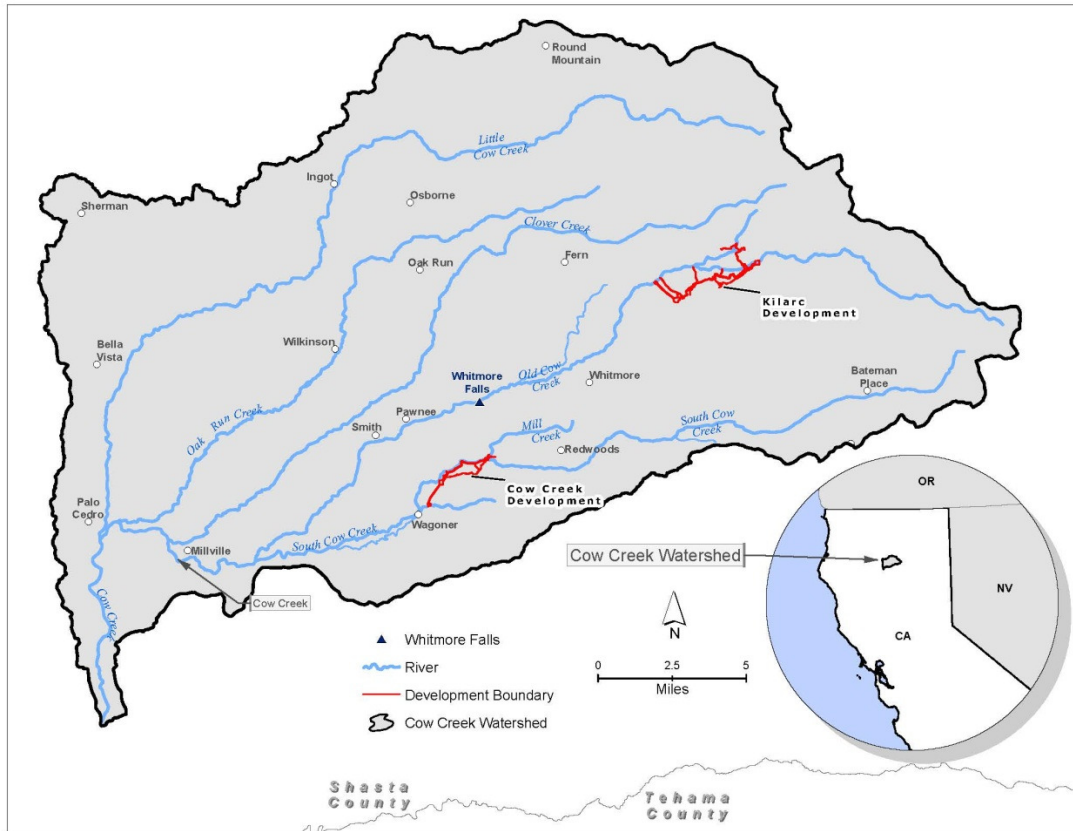 Round
Mountain
Little
Cow Creek
Ingot
Osborne
Sherman
Clover Creek
Fern
Oak Run
Kilarc
Development
Wilkinson
Bella
Vista
Whitmore
Falls
Old Cow
Creek
Whitmore
Bateman
Place
Oak Run Creek
Pawnee
Smith
Mill
Creek
South Cow
Creek
Redwoods
Cow Creek
Development
Palo
Cedro
Wagoner
South Cow Creek
Millville
Cow Creek
Cow Creek
OR
Cow Creek Watershed
NV
CA
N
Whitmore Falls
River
Development Boundary
Cow Creek Watershed
0 2.5 5
Miles
Shasta
County
Tehama
County